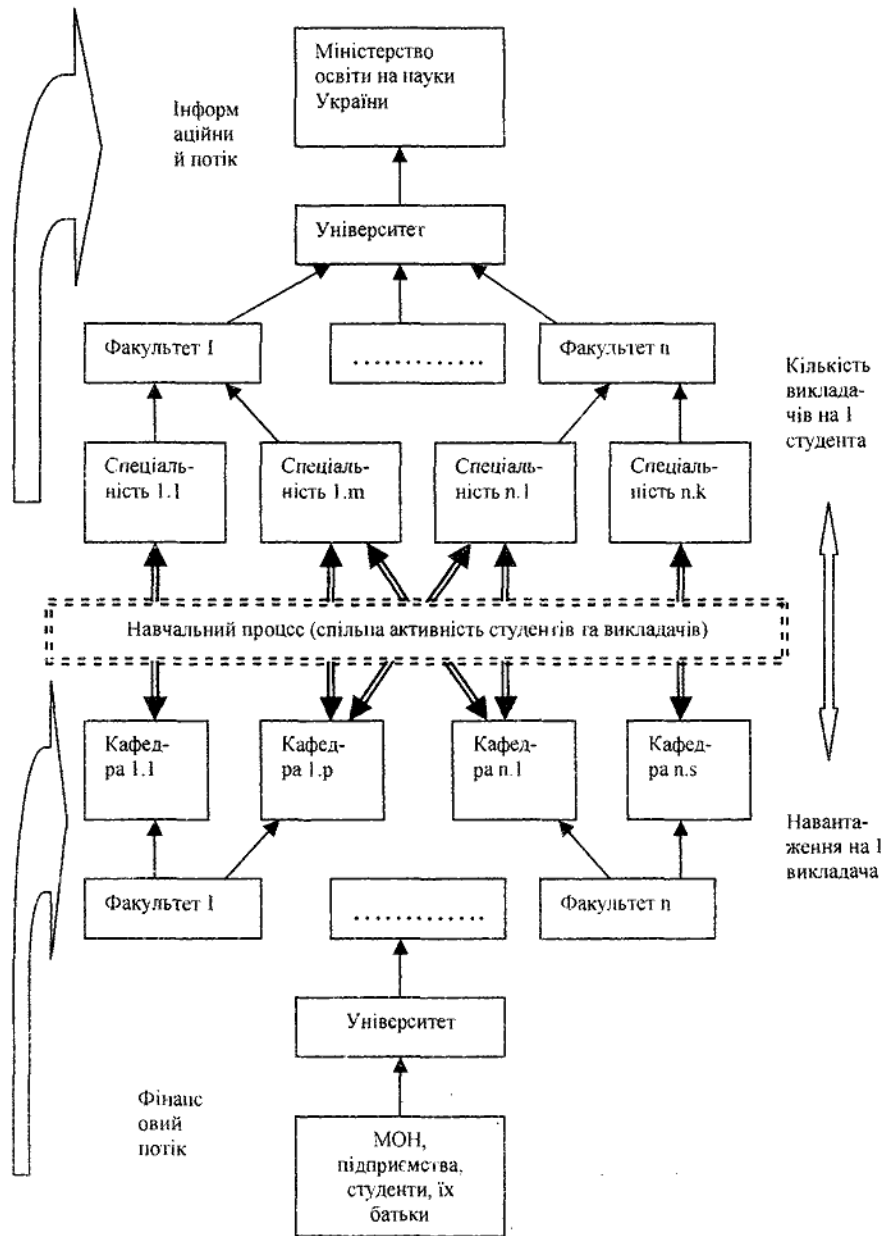 Міністерство
освіти на науки
України
Інформ
аційни
й потік
Університет
Факультет 1
.............
Факультет n
Кількість
виклада-
чів на 1
студента
Спеціаль-
ність 1.1
Спеціаль-
ність 1.m
Спеціаль-
ність n.1
Спеціаль-
ність n.k
Навчальний процес (спільна активність студентів та викладачів)
Кафед-
ра 1.1
Кафед-
ра 1.p
Кафед-
ра n.1
Кафед-
ра n.s
Наванта-
ження на 1
викладача
Факультет 1
.............
Факультет n
Університет
Фінанс
овий
потік
МОН,
підприємства,
студенти, їх
батьки